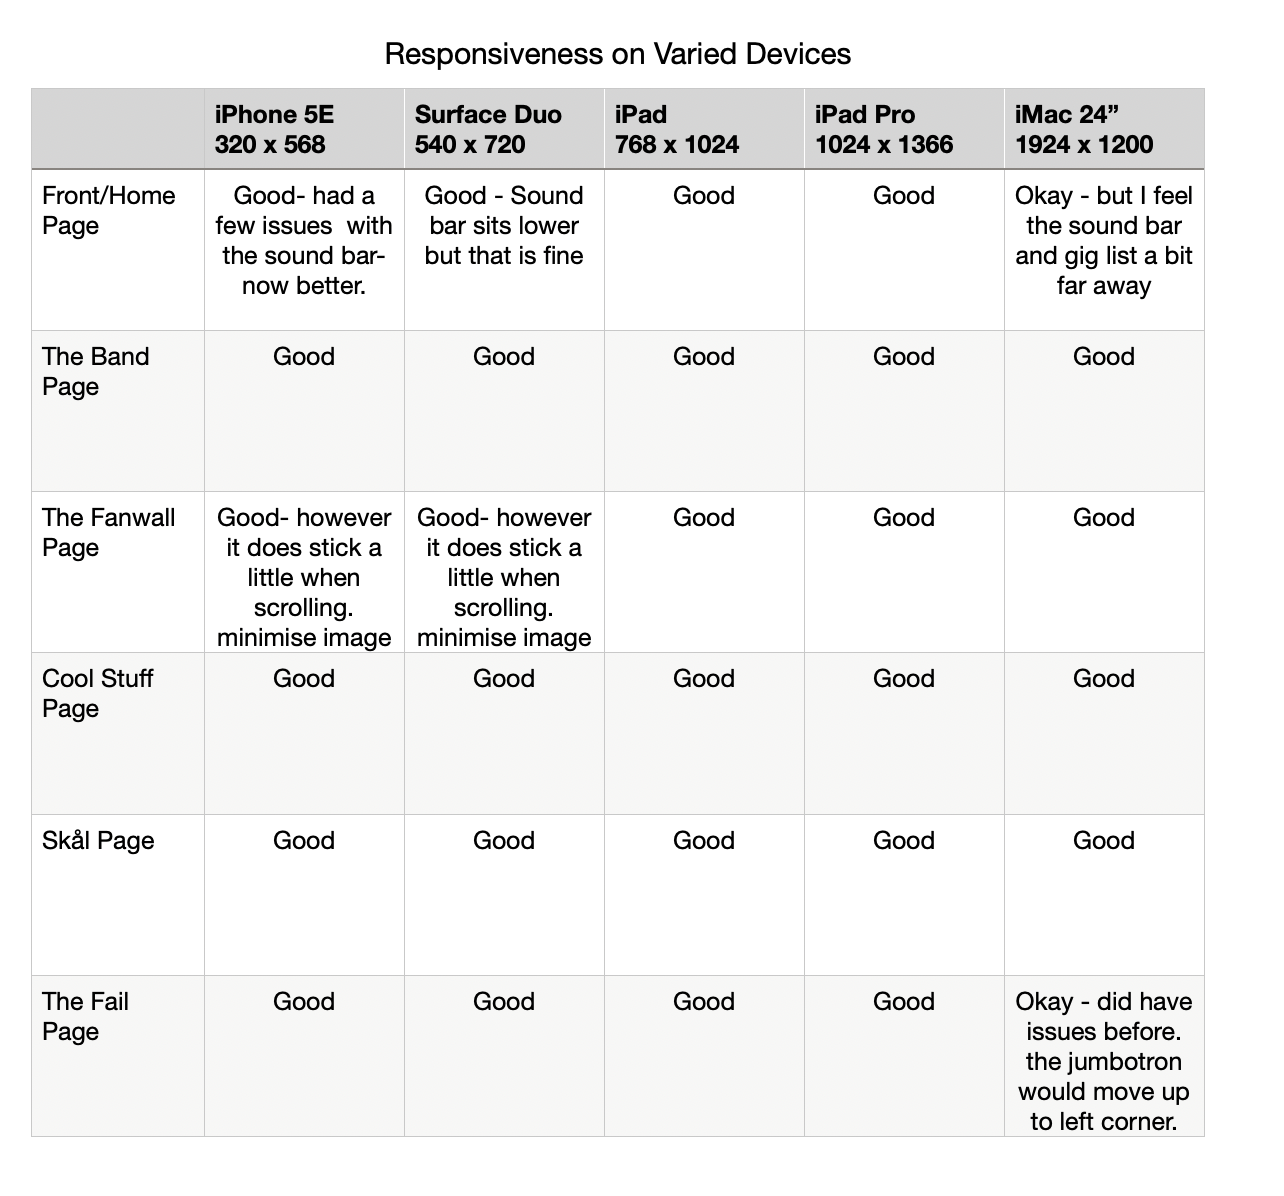 Responsiveness on Varied Devices
iPhone 5E
320 x 568
Surface Duo
540 x 720
iPad
768 x 1024
iPad Pro
1024 x 1366
iMac 24”
1924 x 1200
Front/Home
Page
Good- had a
few issues  with
the sound bar-
now better.
Good - Sound
bar sits lower
but that is fine
Good
Good
Okay - but I feel
the sound bar
and gig list a bit
far away
The Band
Page
Good
Good
Good
Good
Good
The Fanwall
Page
Good- however
it does stick a
little when
scrolling.
minimise image
Good- however
it does stick a
little when
scrolling.
minimise image
Good
Good
Good
Cool Stuff
Page
Good
Good
Good
Good
Good
Skål Page
Good
Good
Good
Good
Good
The Fail
Page
Good
Good
Good
Good
Okay - did have
issues before.
the jumbotron
would move up
to left corner.